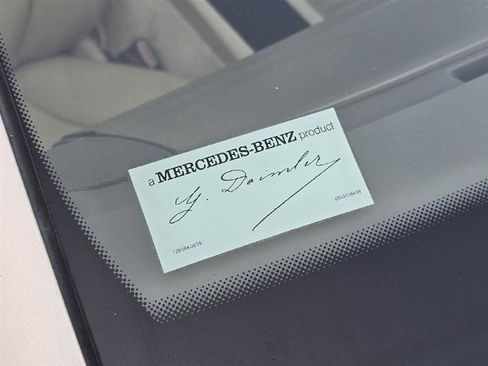 a MERCEDES-BENZ product
G. Daimler